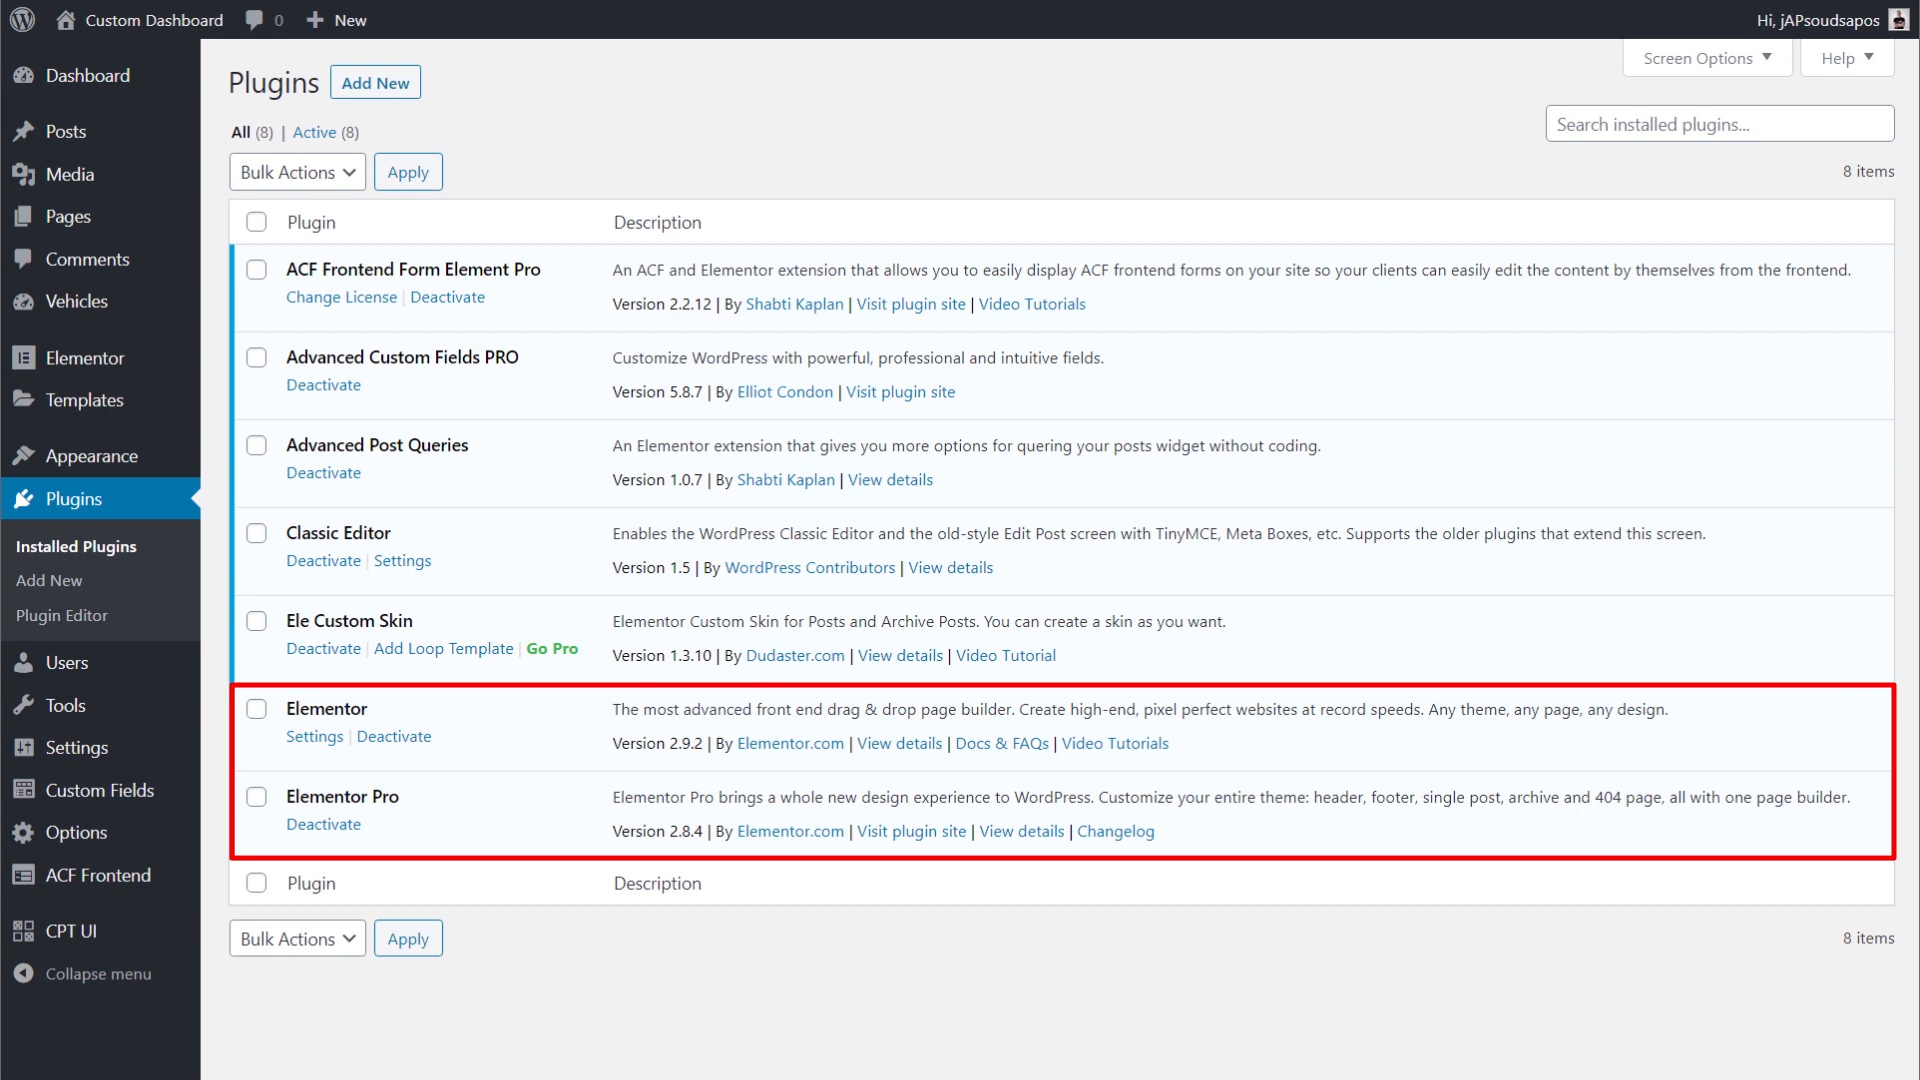 Custom Dashboard 0 New Hi, jAPsoudsapos
Dashboard
Posts
Media
Pages
Comments
Vehicles
Elementor
Templates
Appearance
Plugins
Installed Plugins
Add New
Plugin Editor
Users
Tools
Settings
Custom Fields
Options
ACF Frontend
CPT UI
Collapse menu
Screen Options Help
Plugins Add New
All (8) | Active (8)
Search installed plugins...
Bulk Actions Apply 8 items
Plugin Description
ACF Frontend Form Element Pro
Change License | Deactivate
An ACF and Elementor extension that allows you to easily display ACF frontend forms on your site so your clients can easily edit the content by themselves from the frontend.
Version 2.2.12 | By Shabti Kaplan | Visit plugin site | Video Tutorials
Advanced Custom Fields PRO
Deactivate
Customize WordPress with powerful, professional and intuitive fields.
Version 5.8.7 | By Elliot Condon | Visit plugin site
Advanced Post Queries
Deactivate
An Elementor extension that gives you more options for quering your posts widget without coding.
Version 1.0.7 | By Shabti Kaplan | View details
Classic Editor
Deactivate | Settings
Enables the WordPress Classic Editor and the old-style Edit Post screen with TinyMCE, Meta Boxes, etc. Supports the older plugins that extend this screen.
Version 1.5 | By WordPress Contributors | View details
Ele Custom Skin
Deactivate | Add Loop Template | Go Pro
Elementor Custom Skin for Posts and Archive Posts. You can create a skin as you want.
Version 1.3.10 | By Dudaster.com | View details | Video Tutorial
Elementor
Settings | Deactivate
The most advanced front end drag & drop page builder. Create high-end, pixel perfect websites at record speeds. Any theme, any page, any design.
Version 2.9.2 | By Elementor.com | View details | Docs & FAQs | Video Tutorials
Elementor Pro
Deactivate
Elementor Pro brings a whole new design experience to WordPress. Customize your entire theme: header, footer, single post, archive and 404 page, all with one page builder.
Version 2.8.4 | By Elementor.com | Visit plugin site | View details | Changelog
Plugin Description
Bulk Actions Apply 8 items